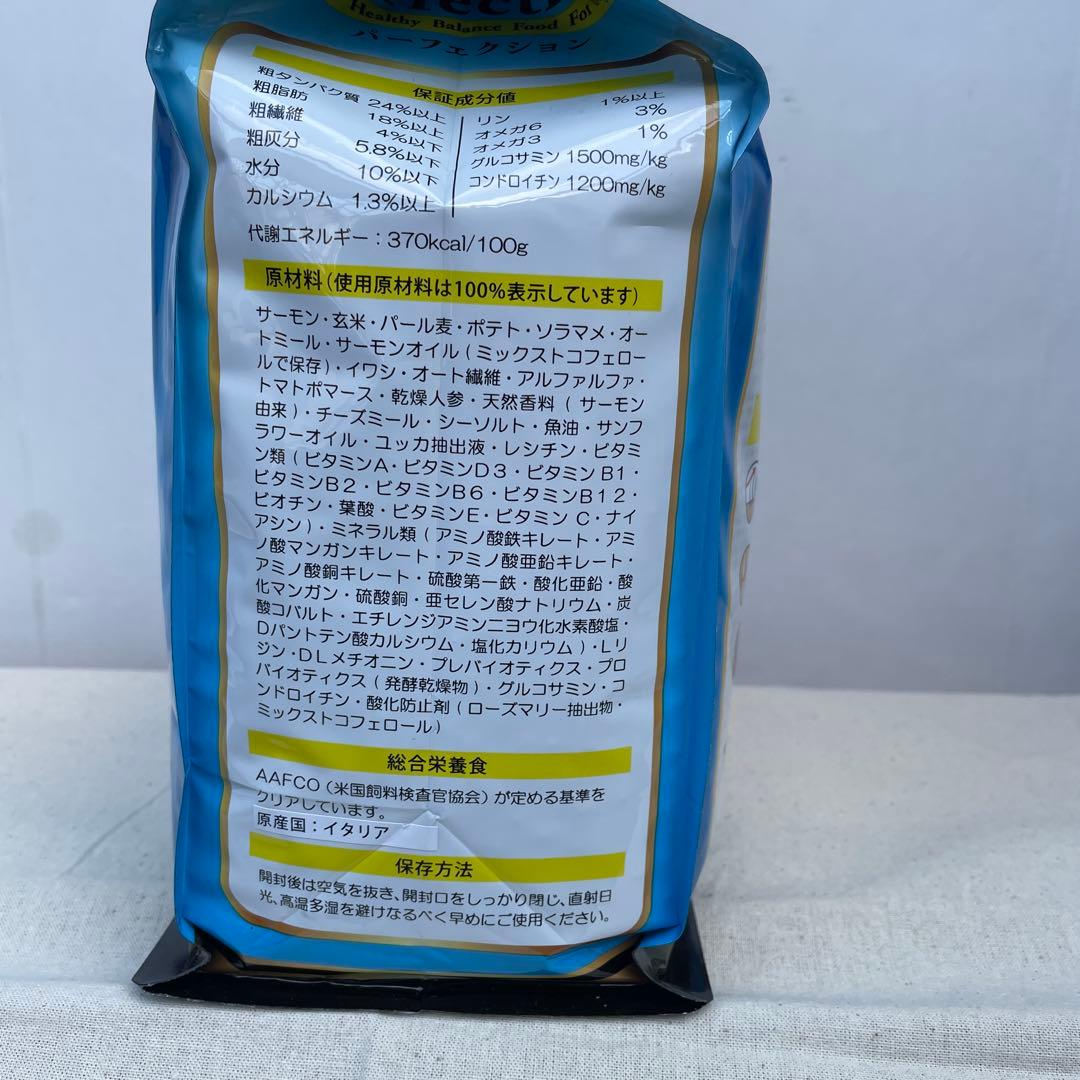 Healthy Balance Food For
パーフェクション
保証成分値
粗タンパク質 24%以上
粗脂肪 18%以上
粗繊維 4%以下
粗灰分 5.8%以下
水分 10%以下
カルシウム 1.3%以上
リン 1%以上
オメガ6 3%
オメガ3 1%
グルコサミン 1500mg/kg
コンドロイチン 1200mg/kg
代謝エネルギー：370kcal/100g
原材料（使用原材料は100%表示しています）
サーモン・玄米・パール麦・ポテト・ソラマメ・オー
トミール・サーモンオイル（ミックストコフェロー
ルで保存）・イワシ・オート繊維・アルファルファ・
トマトポマース・乾燥人参・天然香料（サーモン
由来）・チーズミール・シーソルト・魚油・サンフ
ラワーオイル・ユッカ抽出液・レシチン・ビタミ
ン類（ビタミンA・ビタミンD3・ビタミンB1・
ビタミンB2・ビタミンB6・ビタミンB12・
ビオチン・葉酸・ビタミンE・ビタミンC・ナイ
アシン）・ミネラル類（アミノ酸鉄キレート・アミ
ノ酸マンガンキレート・アミノ酸亜鉛キレート・
アミノ酸銅キレート・硫酸第一鉄・酸化亜鉛・酸
化マンガン・硫酸銅・亜セレン酸ナトリウム・炭
酸コバルト・エチレンジアミンニヨウ化水素酸塩・
Dパントテン酸カルシウム・塩化カリウム）・Lリ
ジン・DLメチオニン・プレバイオティクス・プロ
バイオティクス（発酵乾燥物）・グルコサミン・コ
ンドロイチン・酸化防止剤（ローズマリー抽出物・
ミックストコフェロール）
総合栄養食
AAFCO（米国飼料検査官協会）が定める基準を
クリアしています。
原産国：イタリア
保存方法
開封後は空気を抜き、開封口をしっかり閉じ、直射日
光、高温多湿を避けなるべく早めにご使用ください。